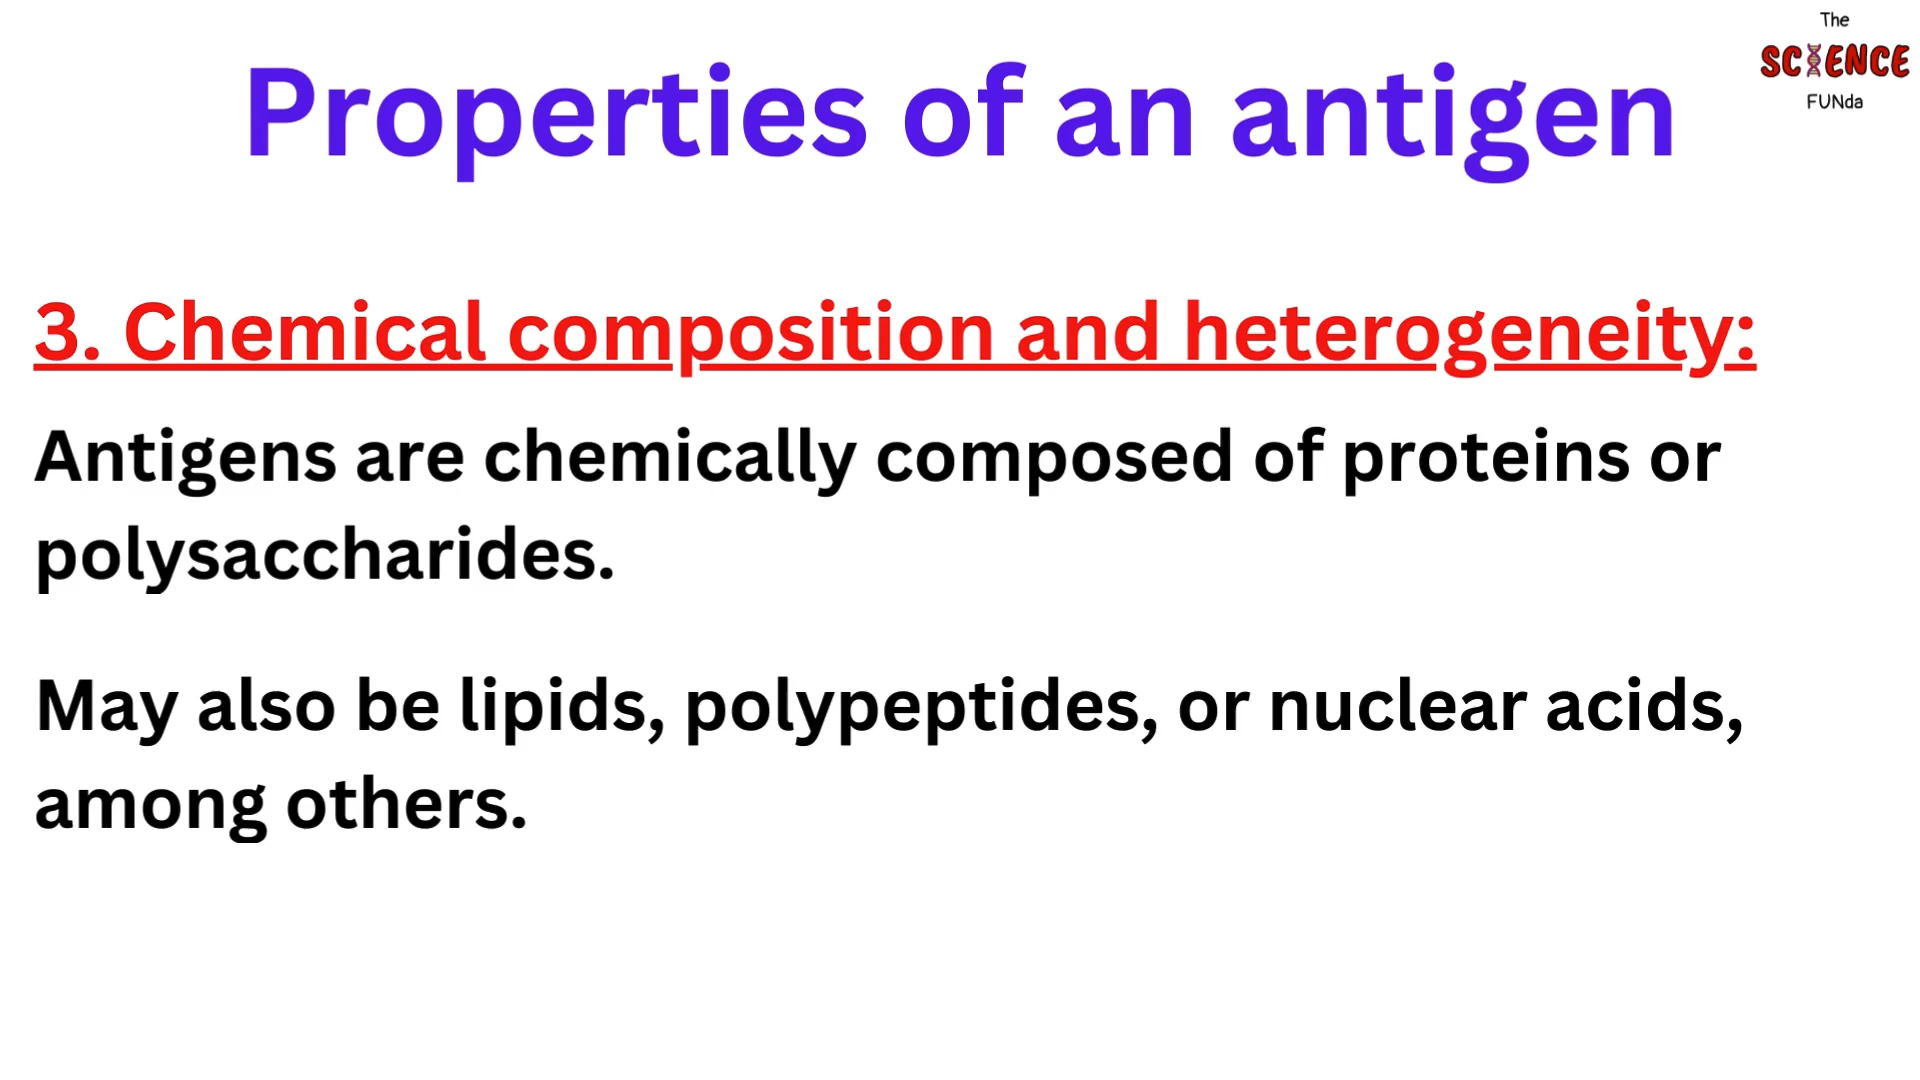 The
SCIENCE
FUNda
Properties of an antigen
3. Chemical composition and heterogeneity:
Antigens are chemically composed of proteins or
polysaccharides.
May also be lipids, polypeptides, or nuclear acids,
among others.